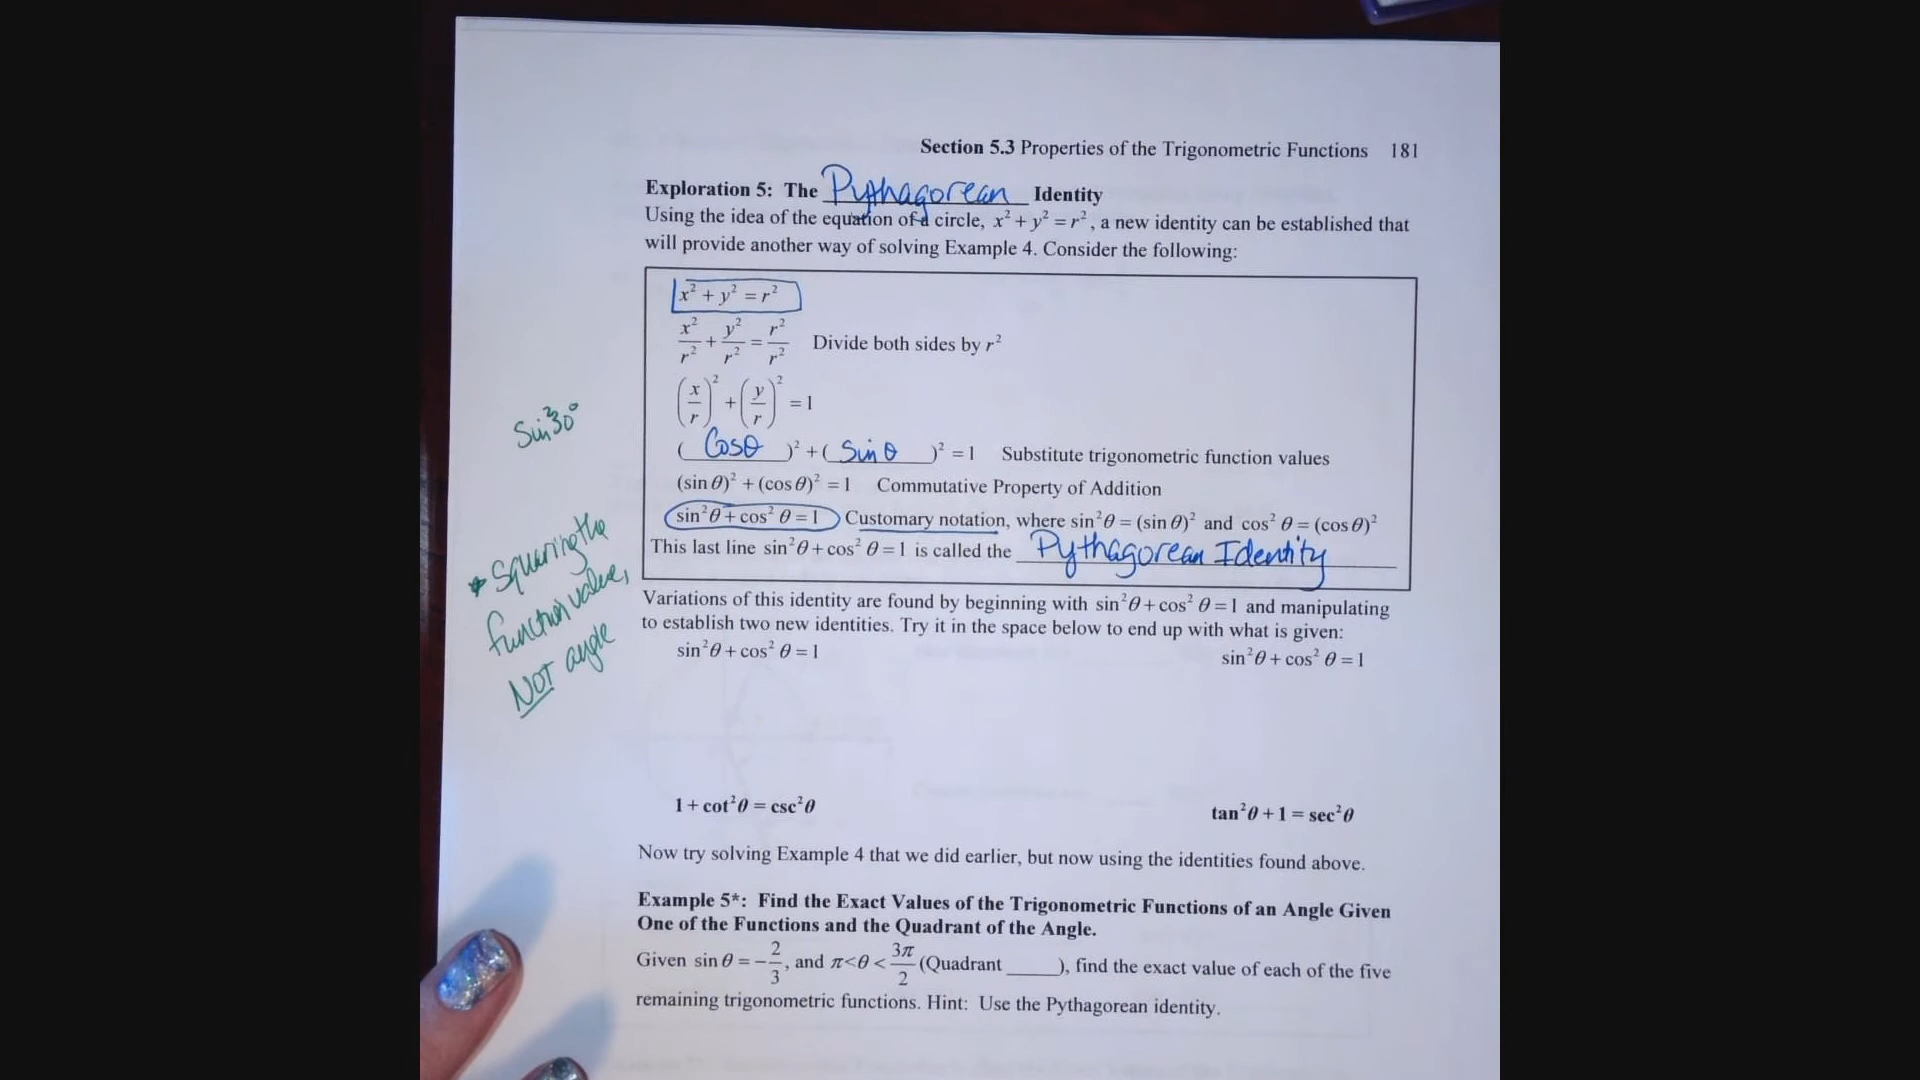 Section 5.3 Properties of the Trigonometric Functions 181
Exploration 5: The Pythagorean Identity
Using the idea of the equation of a circle, x² + y² = r², a new identity can be established that
will provide another way of solving Example 4. Consider the following:
x² + y² = r²
x²/r² + y²/r² = r²/r² Divide both sides by r²
(x/r)² + (y/r)² = 1
(Cosθ)² + (Sinθ)² = 1 Substitute trigonometric function values
(sin θ)² + (cos θ)² = 1 Commutative Property of Addition
sin²θ + cos² θ = 1 Customary notation, where sin²θ = (sin θ)² and cos² θ = (cos θ)²
This last line sin²θ + cos² θ = 1 is called the Pythagorean Identity
Sin²30°
* Squaring the
function value,
NOT angle
Variations of this identity are found by beginning with sin²θ + cos² θ = 1 and manipulating
to establish two new identities. Try it in the space below to end up with what is given:
sin²θ + cos² θ = 1 sin²θ + cos² θ = 1
1 + cot²θ = csc²θ tan²θ + 1 = sec²θ
Now try solving Example 4 that we did earlier, but now using the identities found above.
Example 5*: Find the Exact Values of the Trigonometric Functions of an Angle Given
One of the Functions and the Quadrant of the Angle.
Given sin θ = -2/3, and π<θ < 3π/2 (Quadrant _____), find the exact value of each of the five
remaining trigonometric functions. Hint: Use the Pythagorean identity.